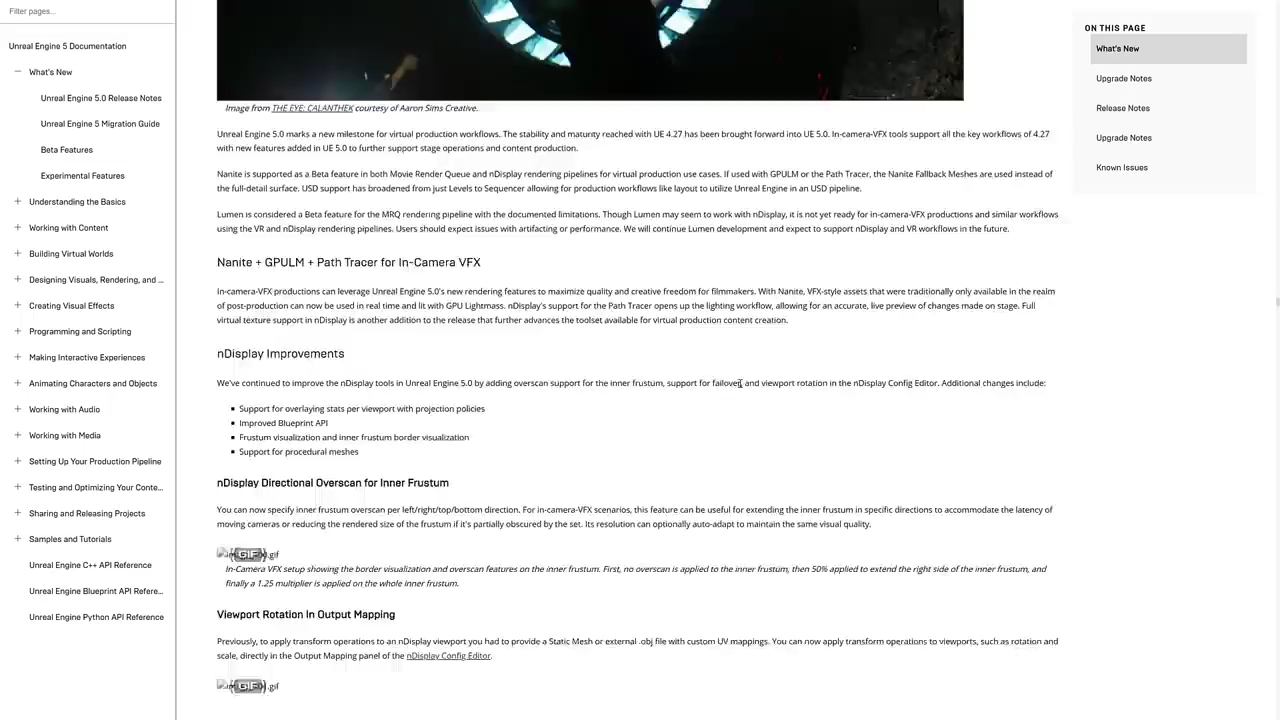 Filter pages...
Unreal Engine 5 Documentation
What's New
Unreal Engine 5.0 Release Notes
Unreal Engine 5 Migration Guide
Beta Features
Experimental Features
Understanding the Basics
Working with Content
Building Virtual Worlds
Designing Visuals, Rendering, and ...
Creating Visual Effects
Programming and Scripting
Making Interactive Experiences
Animating Characters and Objects
Working with Audio
Working with Media
Setting Up Your Production Pipeline
Testing and Optimizing Your Conte...
Sharing and Releasing Projects
Samples and Tutorials
Unreal Engine C++ API Reference
Unreal Engine Blueprint API Refere...
Unreal Engine Python API Reference
Image from THE EYE: CALANTHEK courtesy of Aaron Sims Creative.
Unreal Engine 5.0 marks a new milestone for virtual production workflows. The stability and maturity reached with UE 4.27 has been brought forward into UE 5.0. In-camera-VFX tools support all the key workflows of 4.27
with new features added in UE 5.0 to further support stage operations and content production.
Nanite is supported as a Beta feature in both Movie Render Queue and nDisplay rendering pipelines for virtual production use cases. If used with GPULM or the Path Tracer, the Nanite Fallback Meshes are used instead of
the full-detail surface. USD support has broadened from just Levels to Sequencer allowing for production workflows like layout to utilize Unreal Engine in an USD pipeline.
Lumen is considered a Beta feature for the MRQ rendering pipeline with the documented limitations. Though Lumen may seem to work with nDisplay, it is not yet ready for in-camera-VFX productions and similar workflows
using the VR and nDisplay rendering pipelines. Users should expect issues with artifacting or performance. We will continue Lumen development and expect to support nDisplay and VR workflows in the future.
Nanite + GPULM + Path Tracer for In-Camera VFX
In-camera-VFX productions can leverage Unreal Engine 5.0's new rendering features to maximize quality and creative freedom for filmmakers. With Nanite, VFX-style assets that were traditionally only available in the realm
of post-production can now be used in real time and lit with GPU Lightmass. nDisplay's support for the Path Tracer opens up the lighting workflow, allowing for an accurate, live preview of changes made on stage. Full
virtual texture support in nDisplay is another addition to the release that further advances the toolset available for virtual production content creation.
nDisplay Improvements
We've continued to improve the nDisplay tools in Unreal Engine 5.0 by adding overscan support for the inner frustum, support for failover, and viewport rotation in the nDisplay Config Editor. Additional changes include:
Support for overlaying stats per viewport with projection policies
Improved Blueprint API
Frustum visualization and inner frustum border visualization
Support for procedural meshes
nDisplay Directional Overscan for Inner Frustum
You can now specify inner frustum overscan per left/right/top/bottom direction. For in-camera-VFX scenarios, this feature can be useful for extending the inner frustum in specific directions to accommodate the latency of
moving cameras or reducing the rendered size of the frustum if it's partially obscured by the set. Its resolution can optionally auto-adapt to maintain the same visual quality.
GIF .gif
In-Camera VFX setup showing the border visualization and overscan features on the inner frustum. First, no overscan is applied to the inner frustum, then 50% applied to extend the right side of the inner frustum, and
finally a 1.25 multiplier is applied on the whole inner frustum.
Viewport Rotation In Output Mapping
Previously, to apply transform operations to an nDisplay viewport you had to provide a Static Mesh or external .obj file with custom UV mappings. You can now apply transform operations to viewports, such as rotation and
scale, directly in the Output Mapping panel of the nDisplay Config Editor.
GIF .gif
ON THIS PAGE
What's New
Upgrade Notes
Release Notes
Upgrade Notes
Known Issues